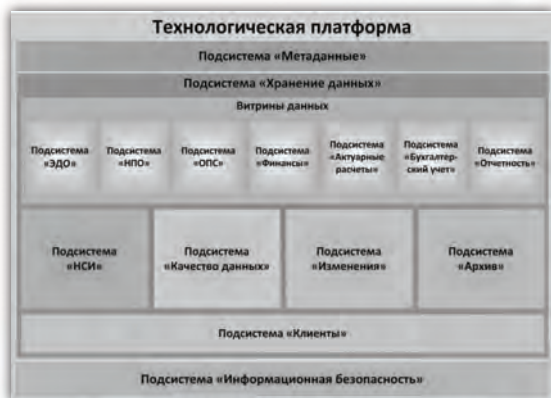 Технологическая платформа
Подсистема «Метаданные»
Подсистема «Хранение данных»
Витрины данных
Подсистема
«ЭДО»
Подсистема
«НПО»
Подсистема
«ОПС»
Подсистема
«Финансы»
Подсистема
«Актуарные
расчеты»
Подсистема
«Бухгалтер-
ский учет»
Подсистема
«Отчетность»
Подсистема
«НСИ»
Подсистема
«Качество данных»
Подсистема
«Изменения»
Подсистема
«Архив»
Подсистема «Клиенты»
Подсистема «Информационная безопасность»